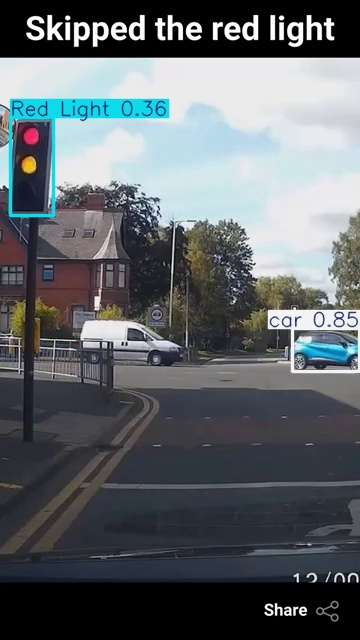 Skipped the red light
Red Light 0.36
car 0.85
Share